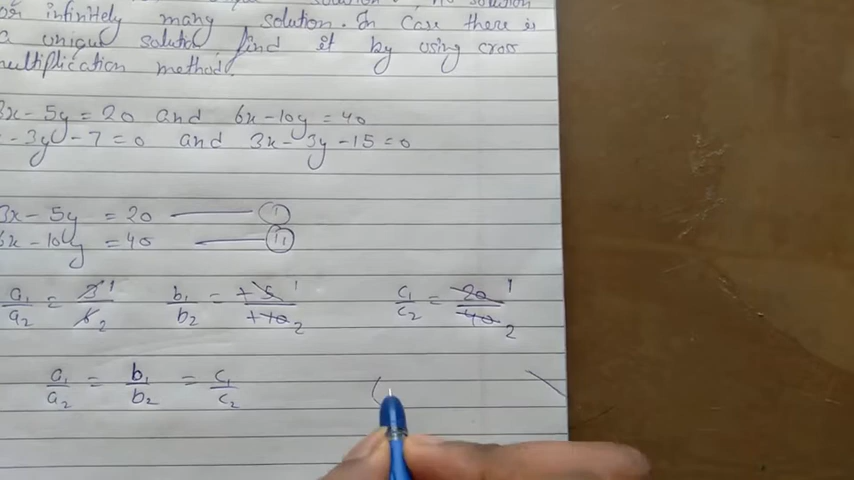 solution no solution
or infinitely many solution. In case there is
a unique solution find it by using cross
multiplication method.
3x - 5y = 20 and 6x - 10y = 40
- 3y - 7 = 0 and 3x - 3y - 15 = 0
3x - 5y = 20 (i)
6x - 10y = 40 (ii)
a₁/a₂ = 3 1/6 2 b₁/b₂ = +5 1/+10 2 c₁/c₂ = 20 1/40 2
a₁/a₂ = b₁/b₂ = c₁/c₂ (